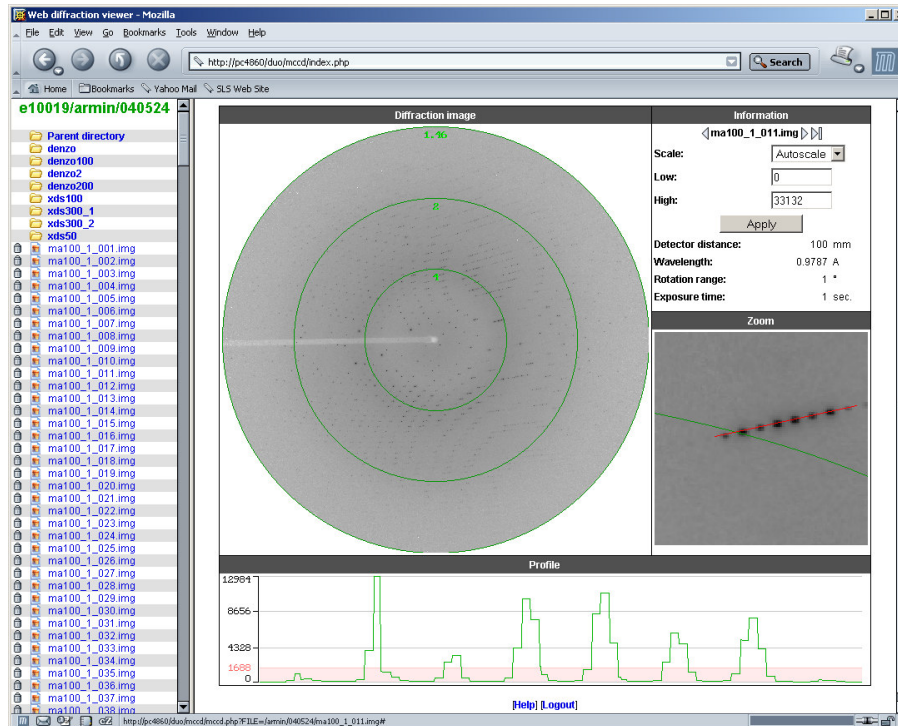 Web diffraction viewer - Mozilla
File Edit View Go Bookmarks Tools Window Help
http://pc4860/duo/mccd/index.php
Search
Home Bookmarks Yahoo Mail SLS Web Site
e10019/armin/040524
Parent directory
denzo
denzo100
denzo2
denzo200
xds100
xds300_1
xds300_2
xds50
ma100_1_001.img
ma100_1_002.img
ma100_1_003.img
ma100_1_004.img
ma100_1_005.img
ma100_1_006.img
ma100_1_007.img
ma100_1_008.img
ma100_1_009.img
ma100_1_010.img
ma100_1_011.img
ma100_1_012.img
ma100_1_013.img
ma100_1_014.img
ma100_1_015.img
ma100_1_016.img
ma100_1_017.img
ma100_1_018.img
ma100_1_019.img
ma100_1_020.img
ma100_1_021.img
ma100_1_022.img
ma100_1_023.img
ma100_1_024.img
ma100_1_025.img
ma100_1_026.img
ma100_1_027.img
ma100_1_028.img
ma100_1_029.img
ma100_1_030.img
ma100_1_031.img
ma100_1_032.img
ma100_1_033.img
ma100_1_034.img
ma100_1_035.img
ma100_1_036.img
ma100_1_037.img
ma100_1_038.img
Diffraction image
1.46
2
4
Information
ma100_1_011.img
Scale: Autoscale
Low: 0
High: 33132
Apply
Detector distance: 100 mm
Wavelength: 0.9787 A
Rotation range: 1 °
Exposure time: 1 sec.
Zoom
Profile
12984
8656
4328
1688
0
[Help] [Logout]
http://pc4860/duo/mccd/mccd.php?FILE=/armin/040524/ma100_1_011.img#